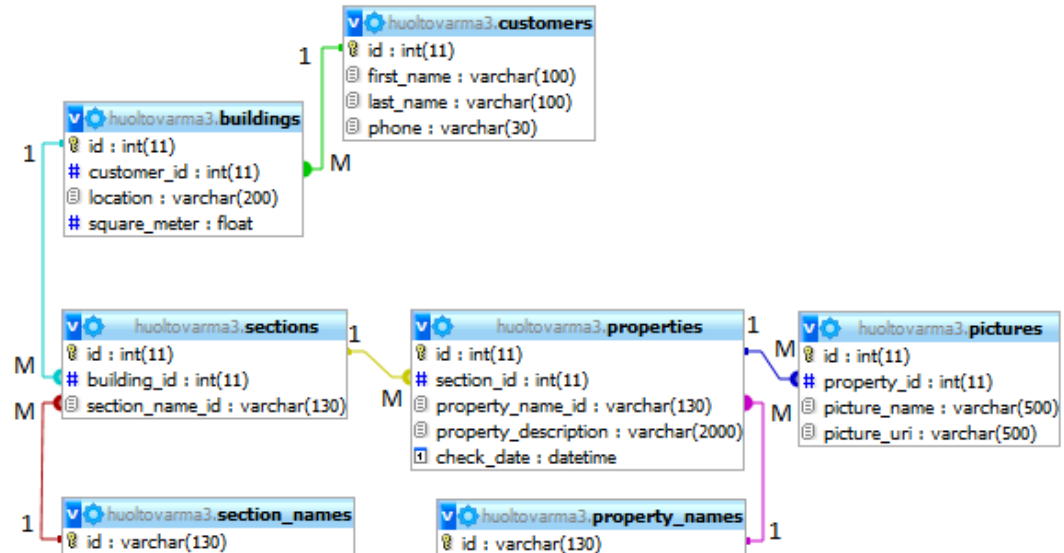 huoltovarma3.customers
id : int(11)
first_name : varchar(100)
last_name : varchar(100)
phone : varchar(30)
1
M
huoltovarma3.buildings
id : int(11)
# customer_id : int(11)
location : varchar(200)
# square_meter : float
1
M
huoltovarma3.sections
id : int(11)
# building_id : int(11)
section_name_id : varchar(130)
M
1
M
huoltovarma3.properties
id : int(11)
# section_id : int(11)
property_name_id : varchar(130)
property_description : varchar(2000)
check_date : datetime
1
M
M
huoltovarma3.pictures
id : int(11)
# property_id : int(11)
picture_name : varchar(500)
picture_uri : varchar(500)
1
huoltovarma3.section_names
id : varchar(130)
huoltovarma3.property_names
id : varchar(130)
1